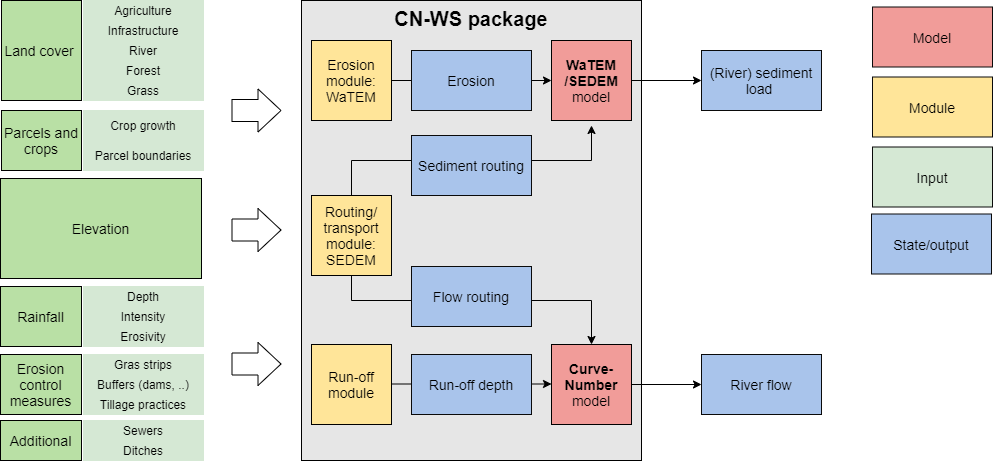 Land cover
Agriculture
Infrastructure
River
Forest
Grass
Parcels and
crops
Crop growth
Parcel boundaries
Elevation
Rainfall
Depth
Intensity
Erosivity
Erosion
control
measures
Gras strips
Buffers (dams, ..)
Tillage practices
Additional
Sewers
Ditches
CN-WS package
Erosion
module:
WaTEM
Erosion
WaTEM
/SEDEM
model
Sediment routing
Routing/
transport
module:
SEDEM
Flow routing
Run-off
module
Run-off depth
Curve-
Number
model
(River) sediment
load
River flow
Model
Module
Input
State/output